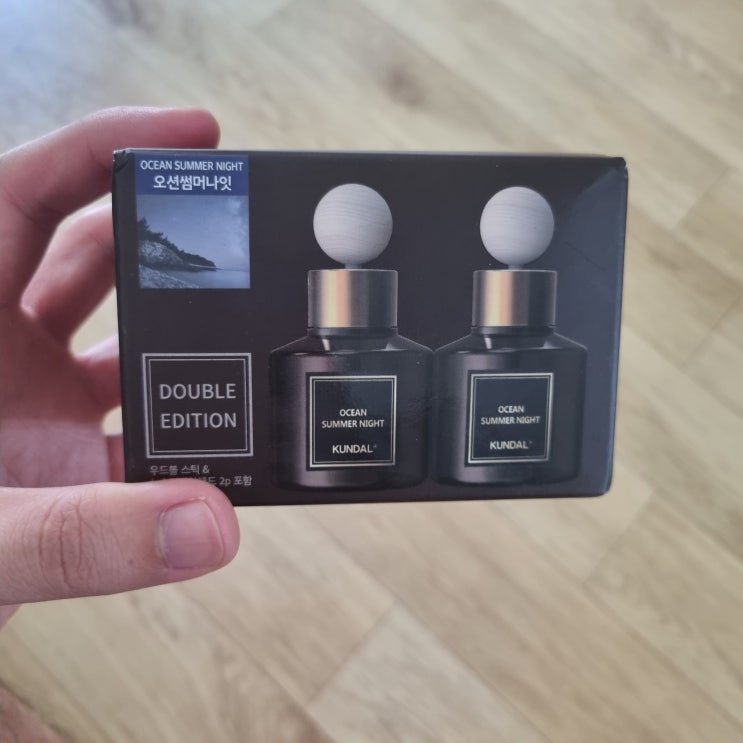 OCEAN SUMMER NIGHT
오션썸머나잇
DOUBLE
EDITION
우드볼 스틱 &
2p 포함
OCEAN
SUMMER NIGHT
KUNDAL
OCEAN
SUMMER NIGHT
KUNDAL